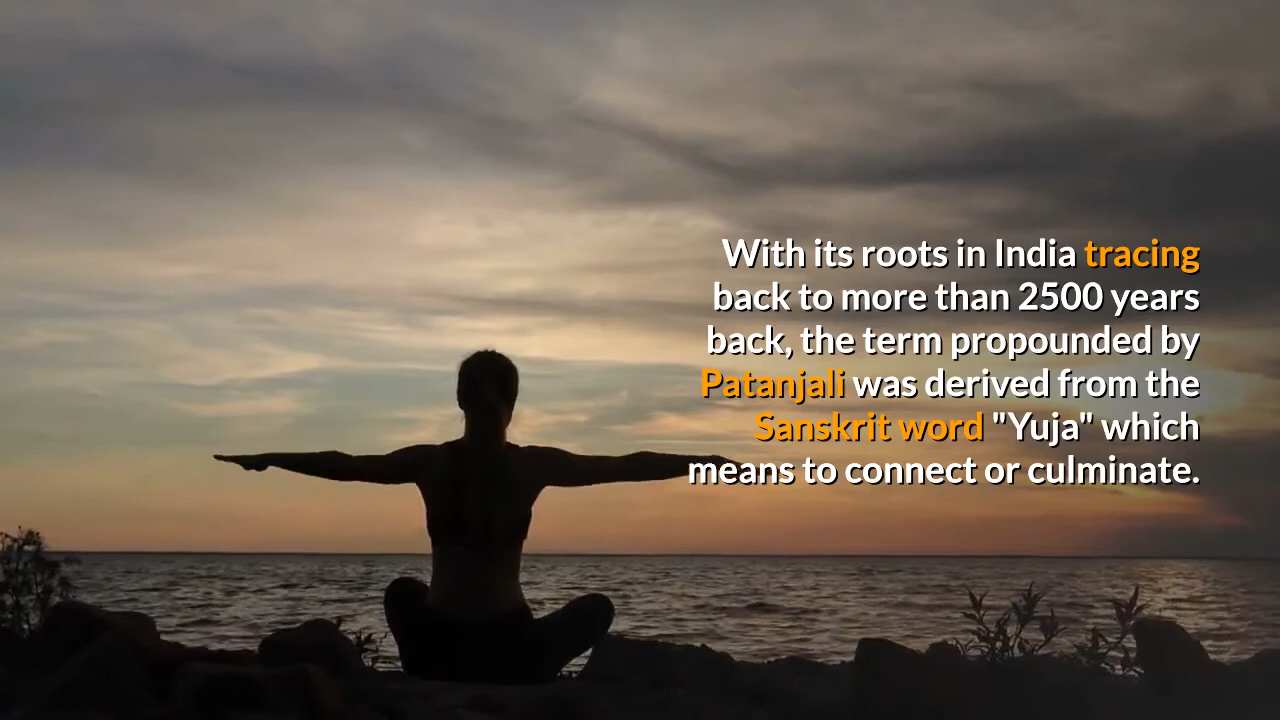 With its roots in India tracing
back to more than 2500 years
back, the term propounded by
Patanjali was derived from the
Sanskrit word "Yuja" which
means to connect or culminate.